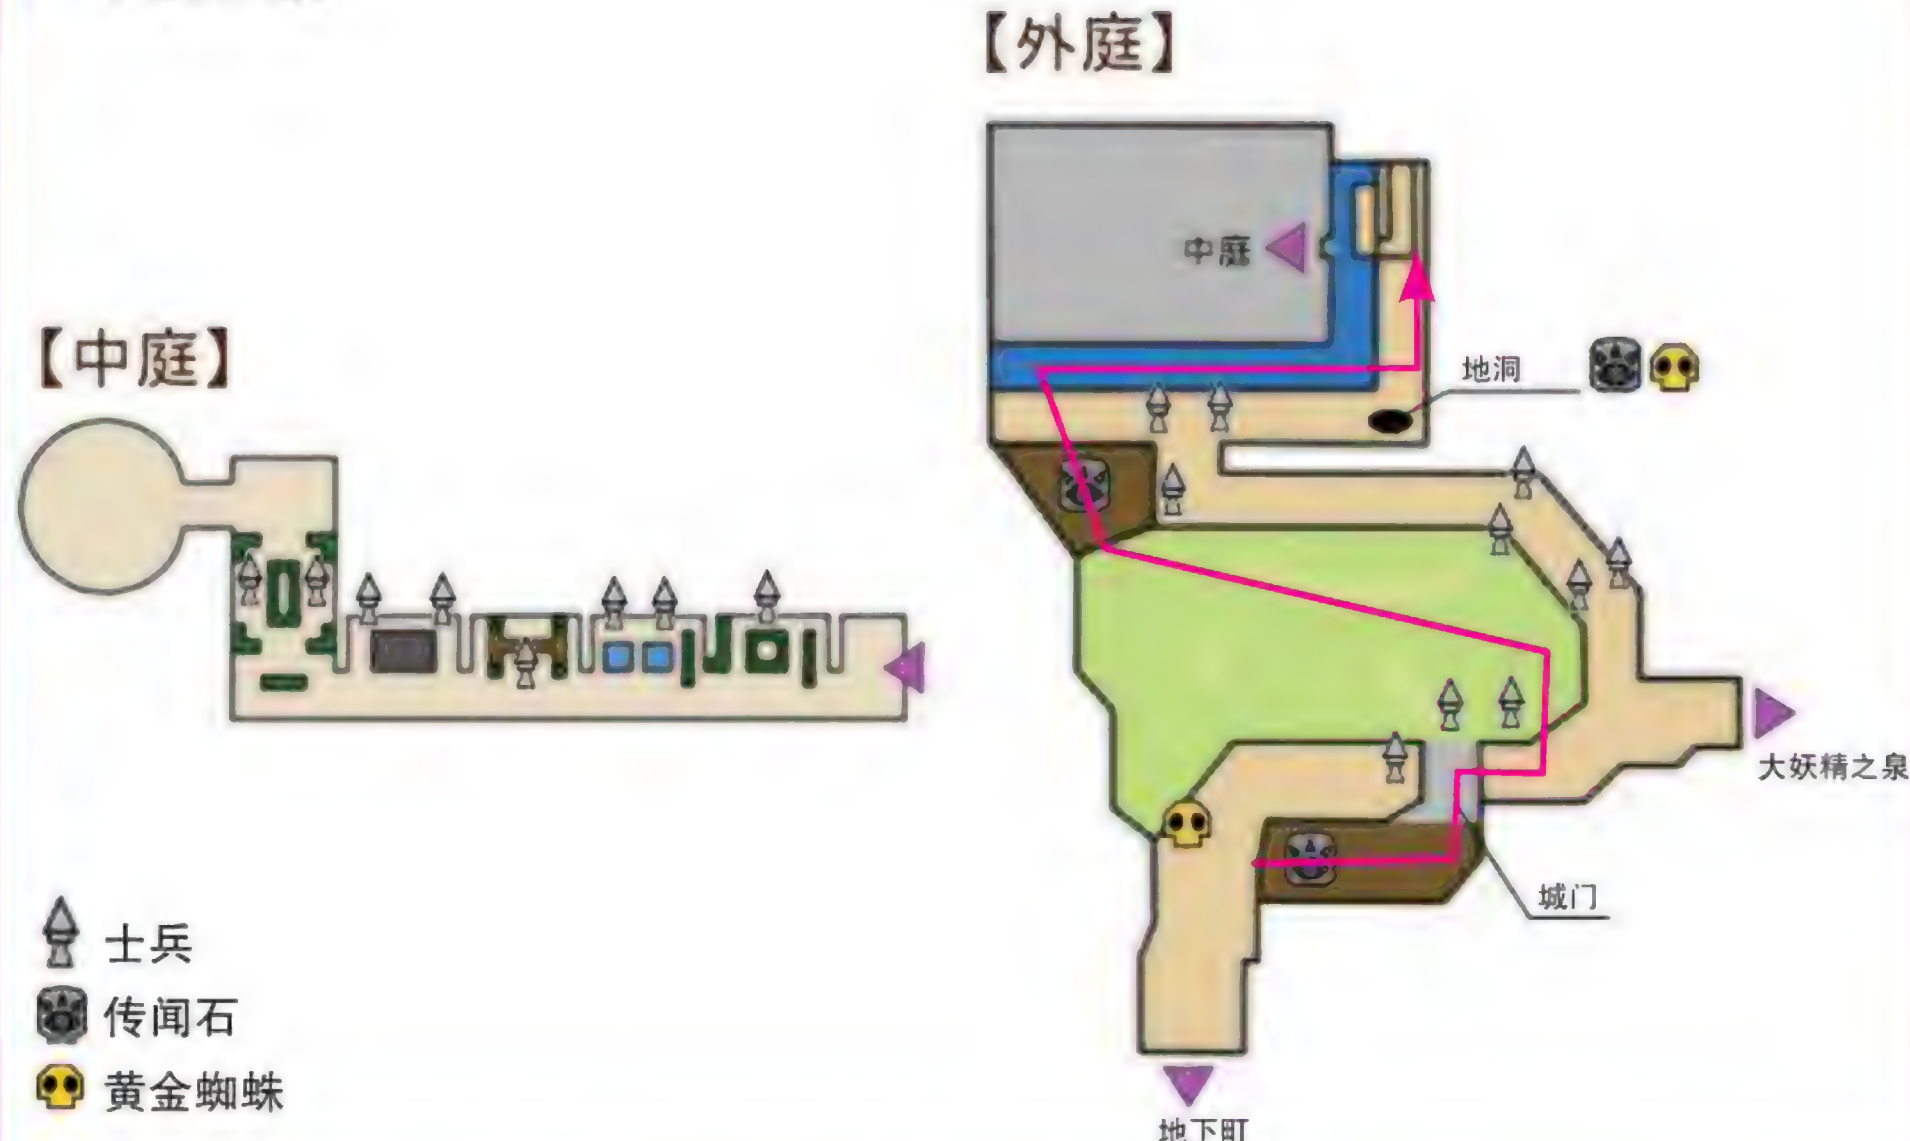 【外庭】
中庭
地洞
【中庭】
大妖精之泉
城门
士兵
传闻石
黄金蜘蛛
地下町